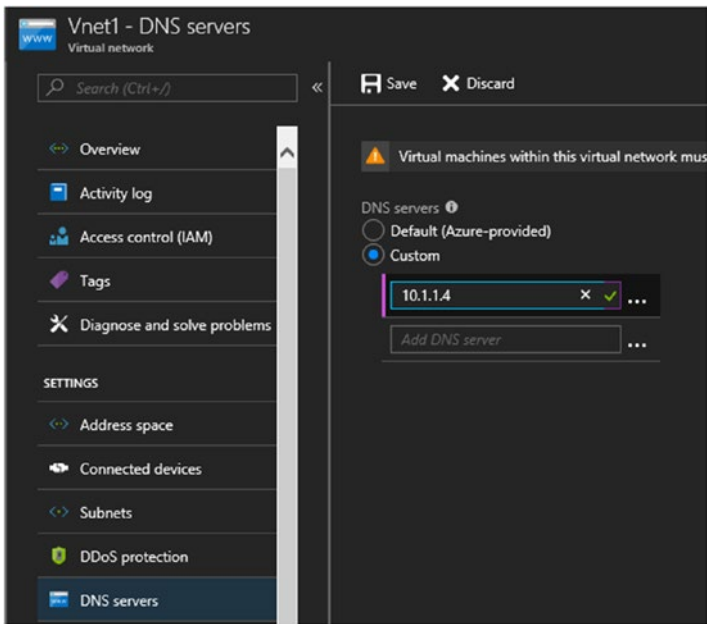 www
Vnet1 - DNS servers
Virtual network
Search (Ctrl+/)
Overview
Activity log
Access control (IAM)
Tags
Diagnose and solve problems
SETTINGS
Address space
Connected devices
Subnets
DDoS protection
DNS servers
Save Discard
Virtual machines within this virtual network mus
DNS servers
Default (Azure-provided)
Custom
10.1.1.4
Add DNS server